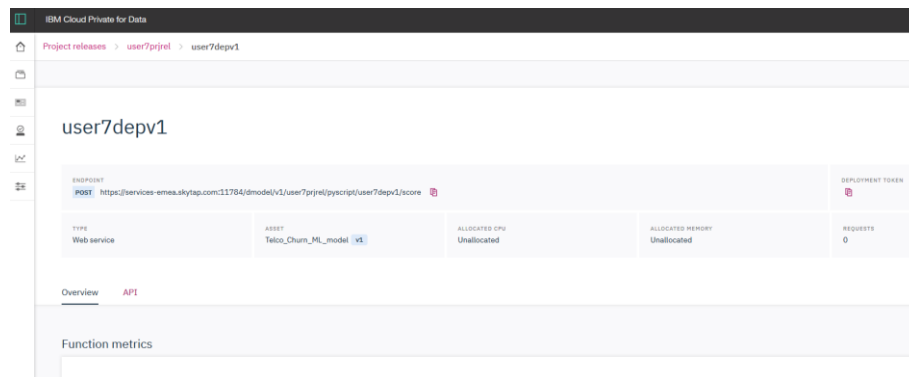 IBM Cloud Private for Data
Project releases > user7prjrel > user7depv1
user7depv1
ENDPOINT
POST https://services-emea.skytap.com:11784/dmodel/v1/user7prjrel/pyscript/user7depv1/score
DEPLOYMENT TOKEN
TYPE
Web service
ASSET
Telco_Churn_ML_model v1
ALLOCATED CPU
Unallocated
ALLOCATED MEMORY
Unallocated
REQUESTS
0
Overview API
Function metrics